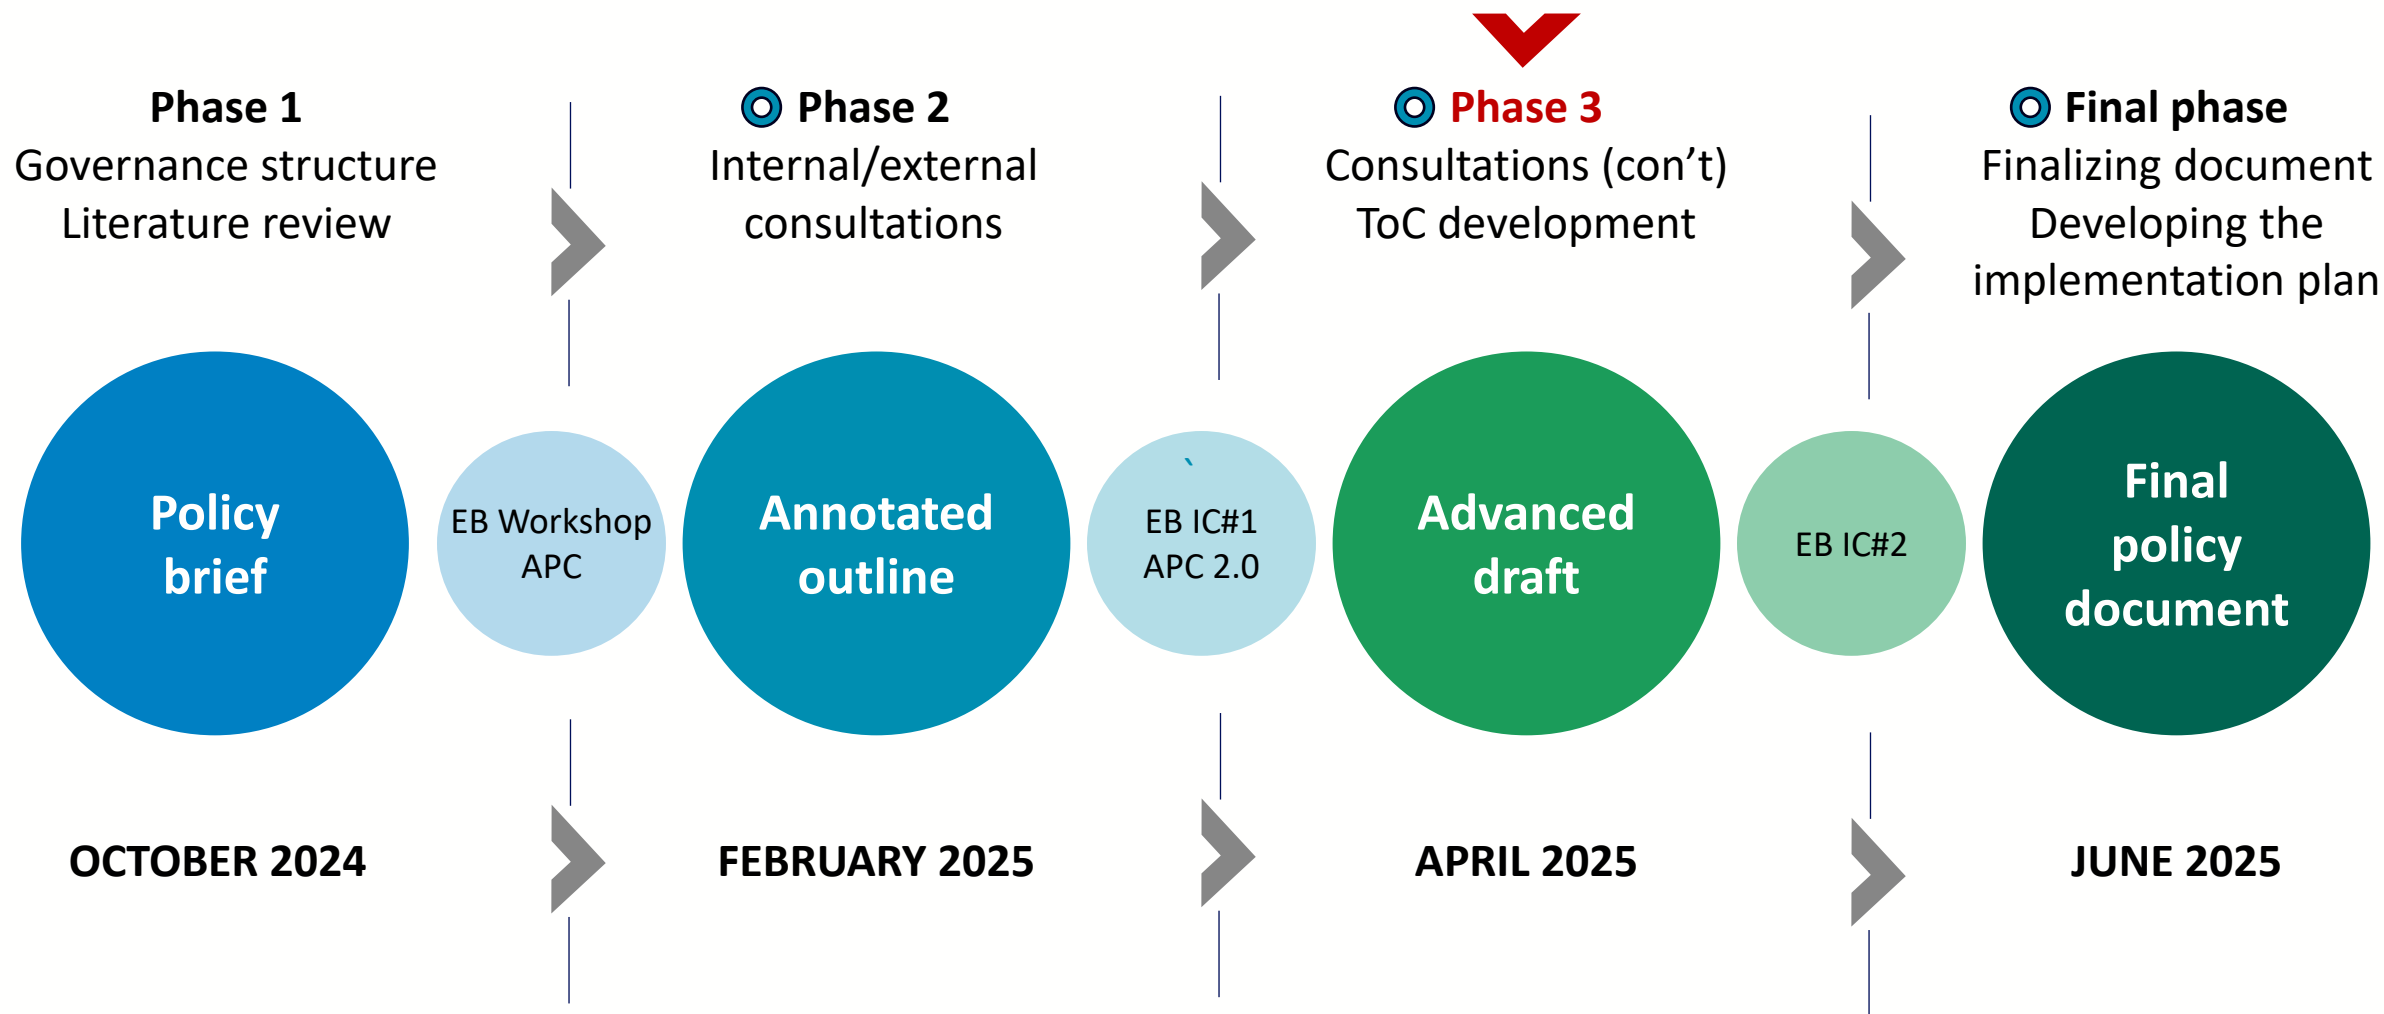 Phase 1
Governance structure
Literature review
Phase 2
Internal/external
consultations
Phase 3
Consultations (con’t)
ToC development
Final phase
Finalizing document
Developing the
implementation plan
Policy
brief
EB Workshop
APC
Annotated
outline
`
EB IC#1
APC 2.0
Advanced
draft
EB IC#2
Final
policy
document
OCTOBER 2024
FEBRUARY 2025
APRIL 2025
JUNE 2025